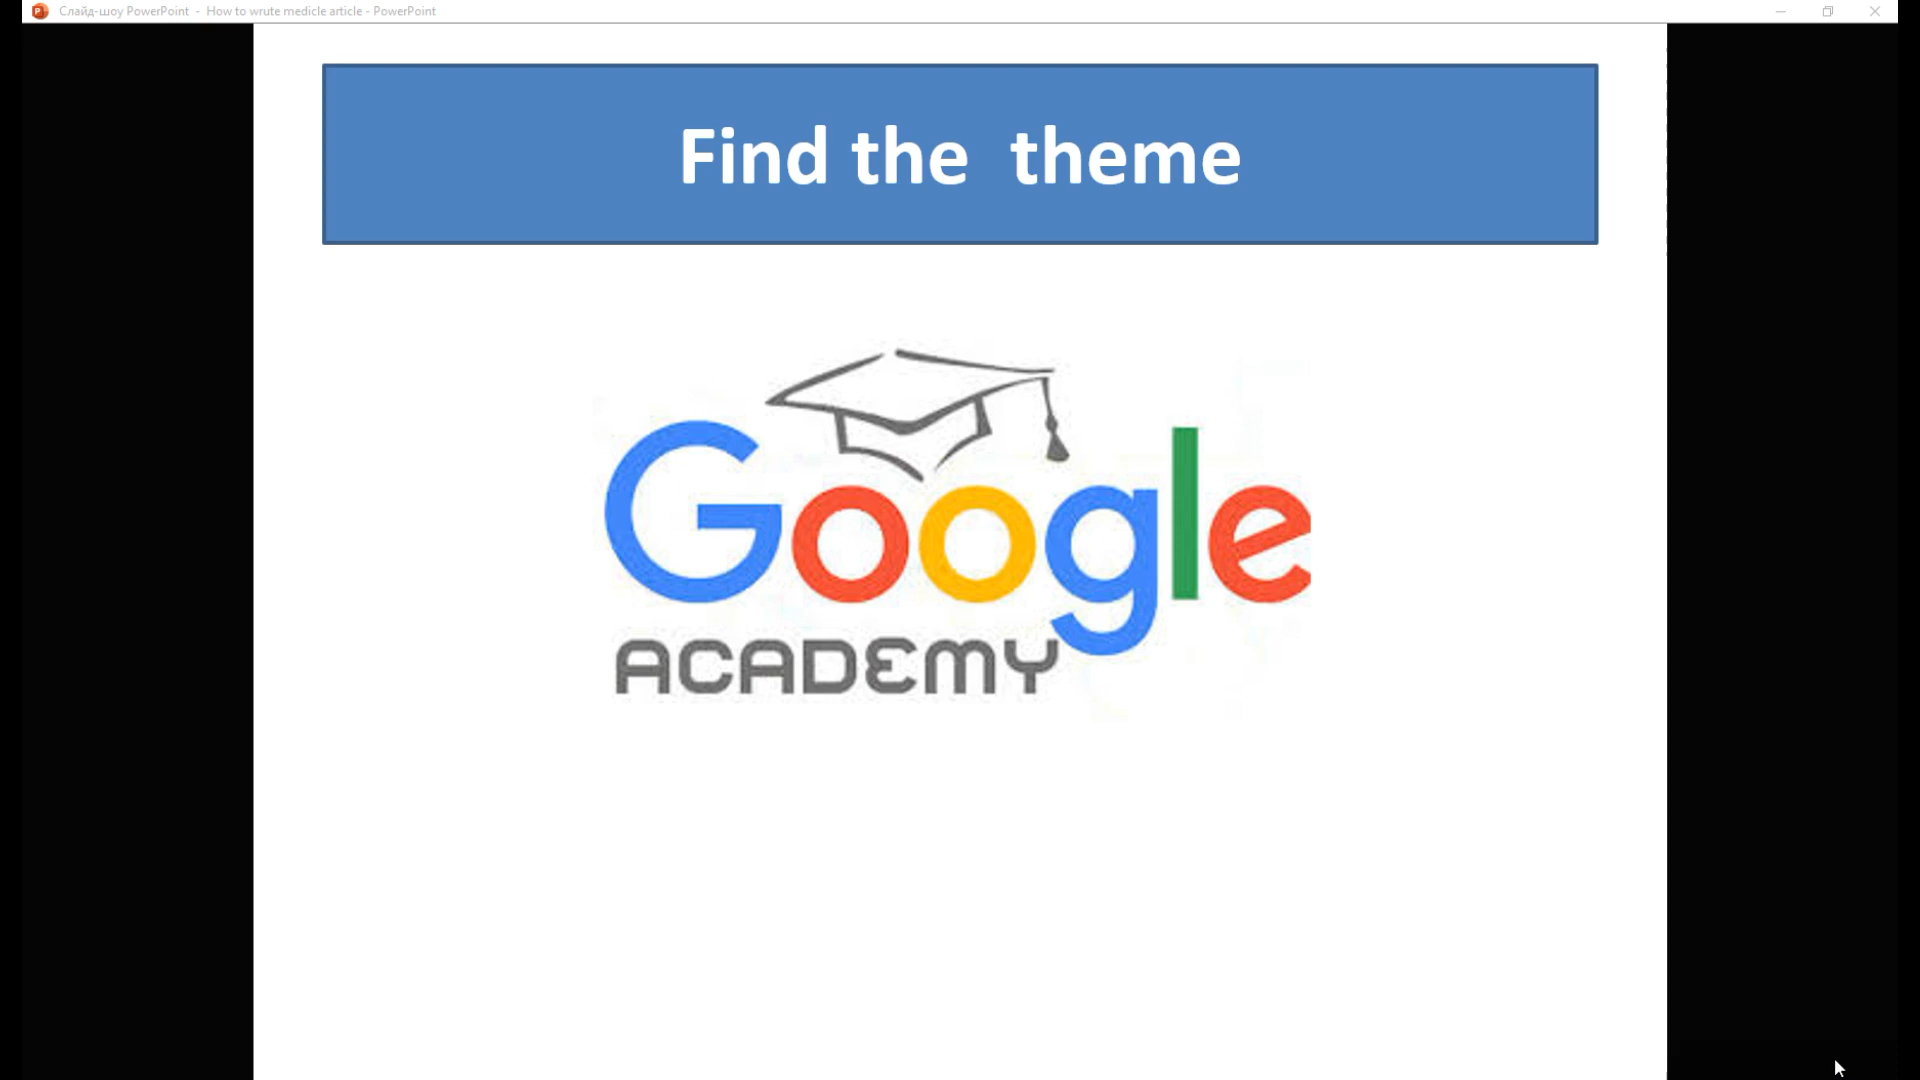 Слайд-шоу PowerPoint - How to wrute medicle article - PowerPoint
Find the theme
Google
ACADEMY